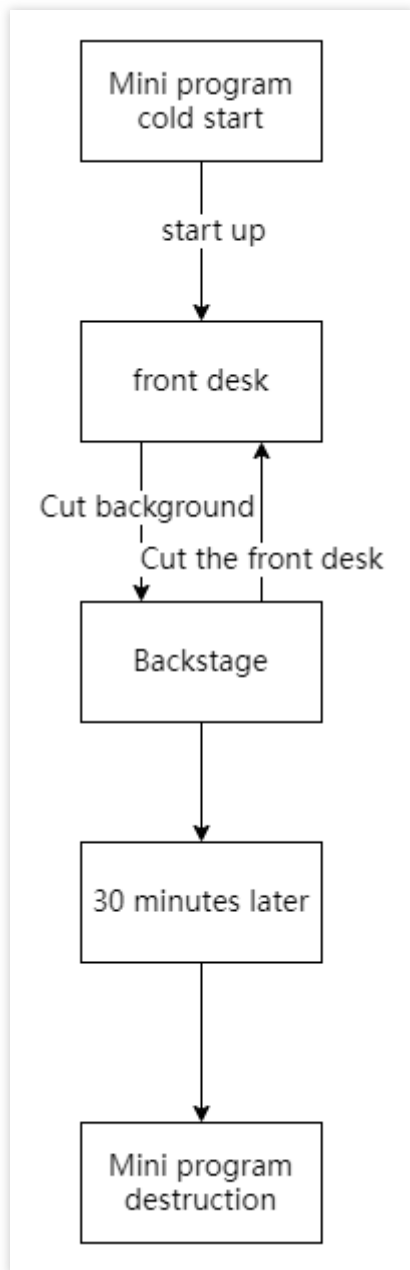 Mini program
cold start
start up
front desk
Cut background
Cut the front desk
Backstage
30 minutes later
Mini program
destruction